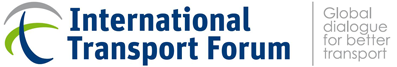 International
Transport Forum
Global
dialogue
for better
transport